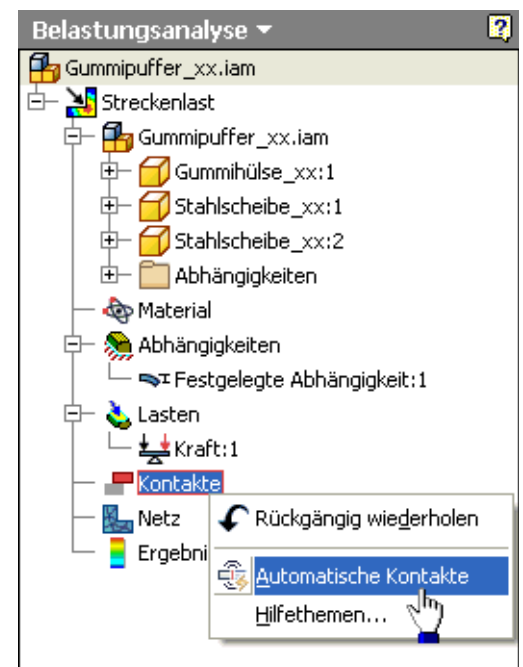 Belastungsanalyse
Gummipuffer_xx.iam
Streckenlast
Gummipuffer_xx.iam
Gummihülse_xx:1
Stahlscheibe_xx:1
Stahlscheibe_xx:2
Abhängigkeiten
Material
Abhängigkeiten
Festgelegte Abhängigkeit:1
Lasten
Kraft:1
Kontakte
Netz
Rückgängig wiederholen
Ergebni
Automatische Kontakte
Hilfethemen...